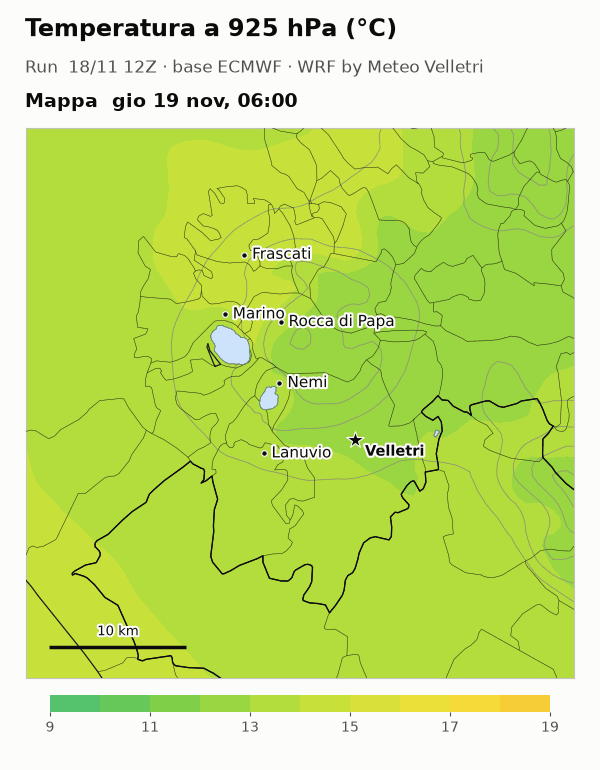 Temperatura a 925 hPa (°C)
Run  18/11 12Z · base ECMWF · WRF by Meteo Velletri
Mappa  gio 19 nov, 06:00
Frascati
Marino
Rocca di Papa
Nemi
Velletri
Lanuvio
10 km
9 11 13 15 17 19